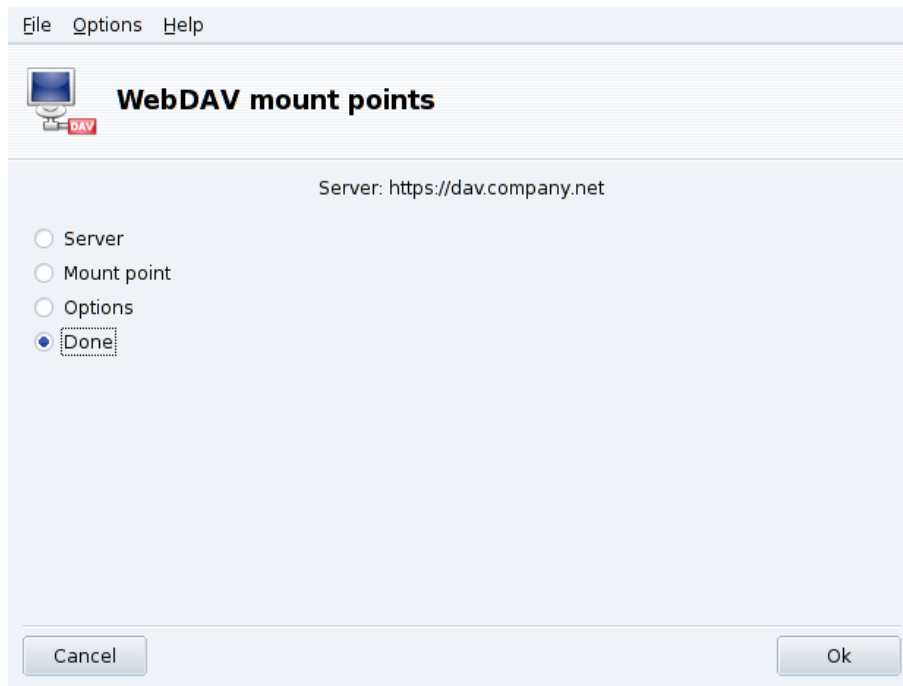 File Options Help
DAV
WebDAV mount points
Server: https://dav.company.net
Server
Mount point
Options
Done
Cancel Ok